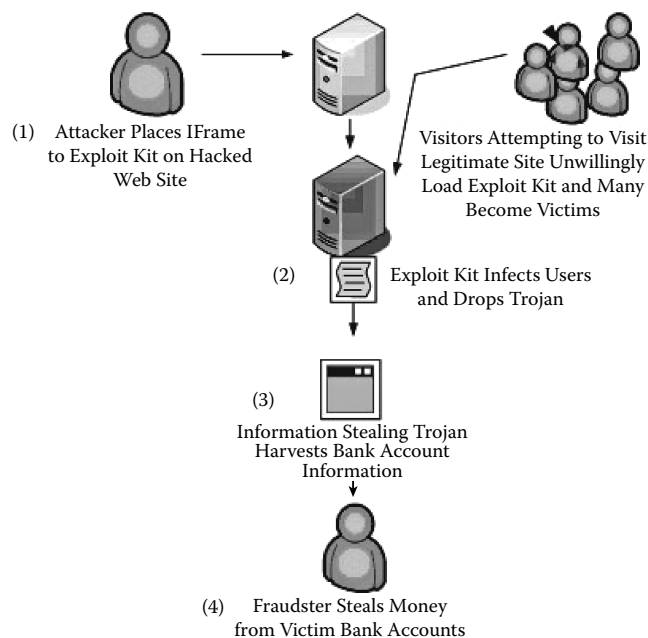 (1) Attacker Places IFrame
to Exploit Kit on Hacked
Web Site
Visitors Attempting to Visit
Legitimate Site Unwillingly
Load Exploit Kit and Many
Become Victims
(2) Exploit Kit Infects Users
and Drops Trojan
(3)
Information Stealing Trojan
Harvests Bank Account
Information
(4) Fraudster Steals Money
from Victim Bank Accounts